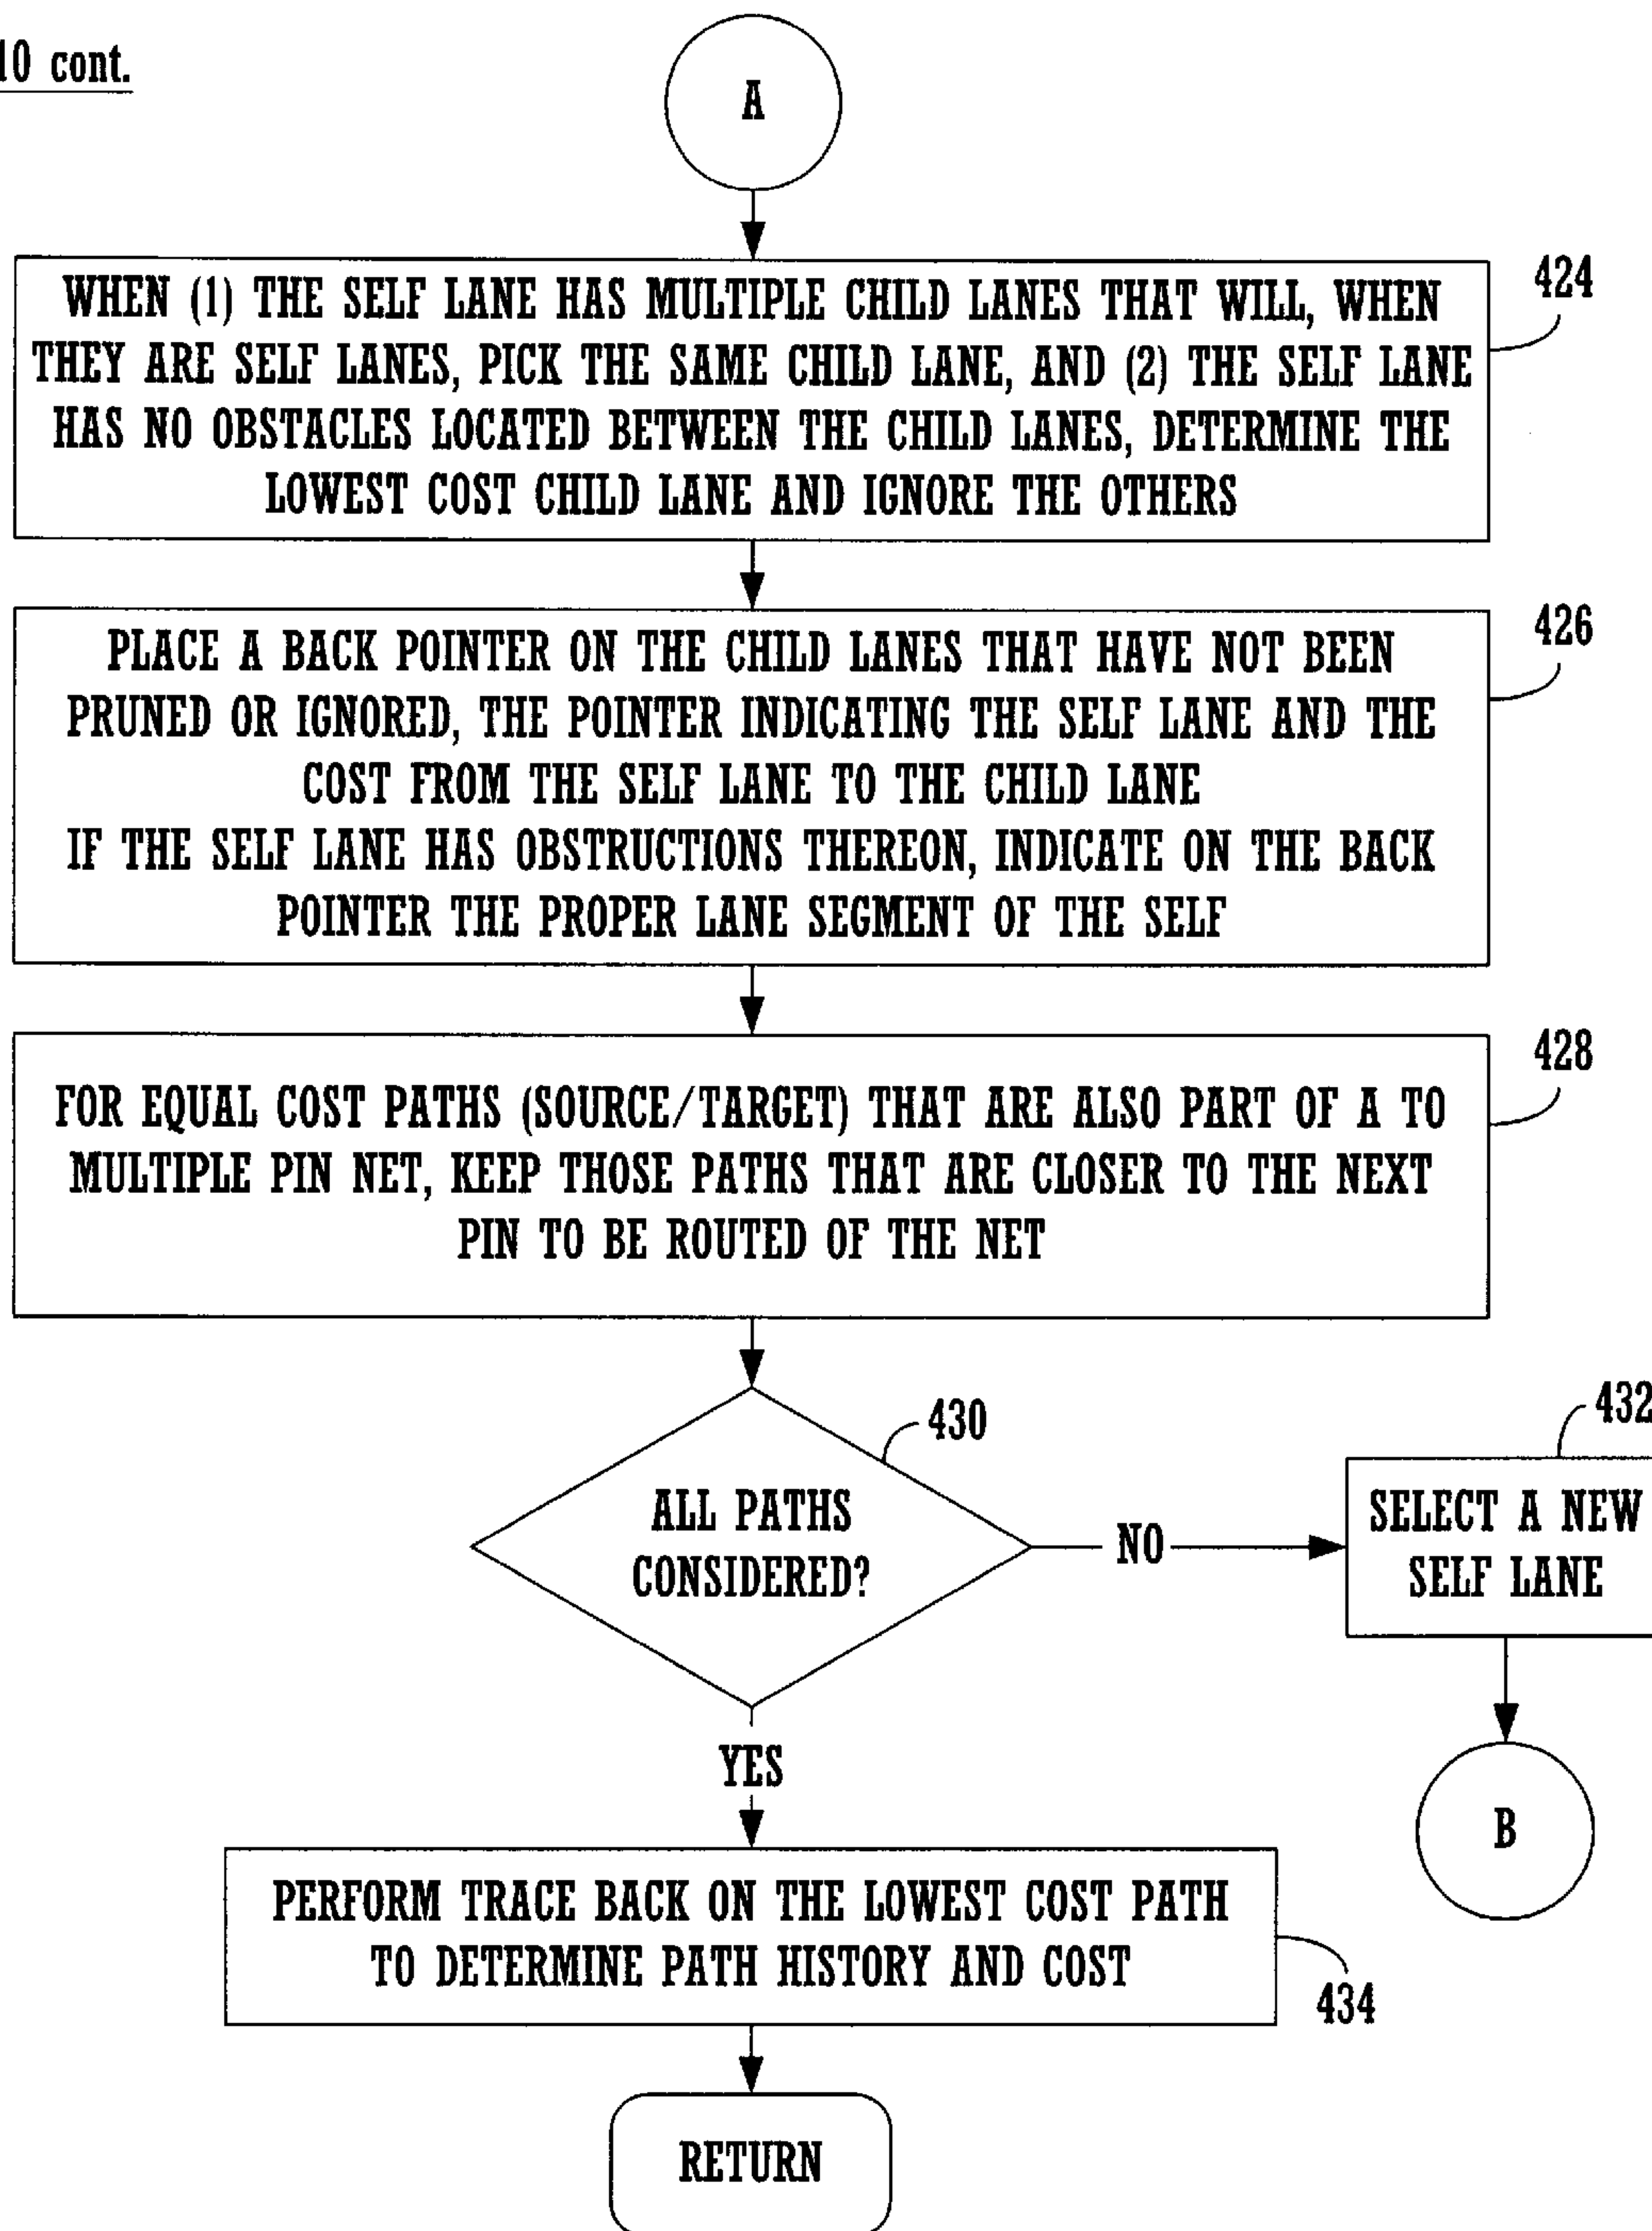 10 cont.
A
WHEN (1) THE SELF LANE HAS MULTIPLE CHILD LANES THAT WILL, WHEN
THEY ARE SELF LANES, PICK THE SAME CHILD LANE, AND (2) THE SELF LANE
HAS NO OBSTACLES LOCATED BETWEEN THE CHILD LANES, DETERMINE THE
LOWEST COST CHILD LANE AND IGNORE THE OTHERS
424
PLACE A BACK POINTER ON THE CHILD LANES THAT HAVE NOT BEEN
PRUNED OR IGNORED, THE POINTER INDICATING THE SELF LANE AND THE
COST FROM THE SELF LANE TO THE CHILD LANE
IF THE SELF LANE HAS OBSTRUCTIONS THEREON, INDICATE ON THE BACK
POINTER THE PROPER LANE SEGMENT OF THE SELF
426
FOR EQUAL COST PATHS (SOURCE/TARGET) THAT ARE ALSO PART OF A TO
MULTIPLE PIN NET, KEEP THOSE PATHS THAT ARE CLOSER TO THE NEXT
PIN TO BE ROUTED OF THE NET
428
ALL PATHS
CONSIDERED?
430
NO
SELECT A NEW
SELF LANE
432
B
YES
PERFORM TRACE BACK ON THE LOWEST COST PATH
TO DETERMINE PATH HISTORY AND COST
434
RETURN